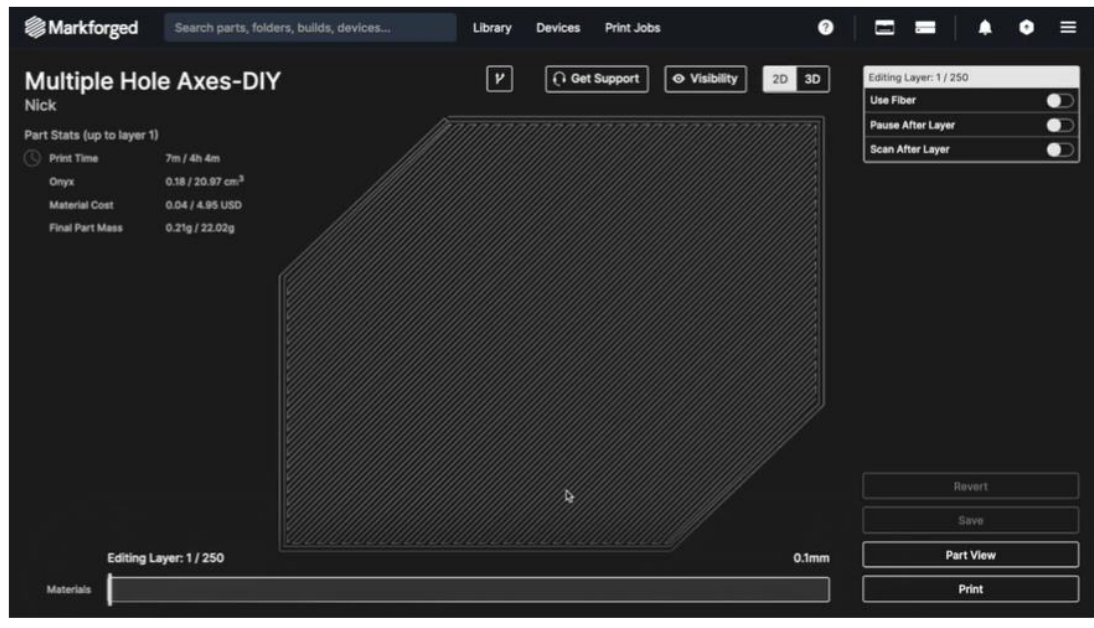 Markforged
Search parts, folders, builds, devices...
Library
Devices
Print Jobs
?
Multiple Hole Axes-DIY
Nick
Get Support
Visibility
2D 3D
Part Stats (up to layer 1)
Print Time 7m / 4h 4m
Onyx 0.18 / 20.97 cm³
Material Cost 0.04 / 4.95 USD
Final Part Mass 0.21g / 22.02g
Editing Layer: 1 / 250
Use Fiber
Pause After Layer
Scan After Layer
Revert
Save
Part View
Print
Editing Layer: 1 / 250
0.1mm
Materials